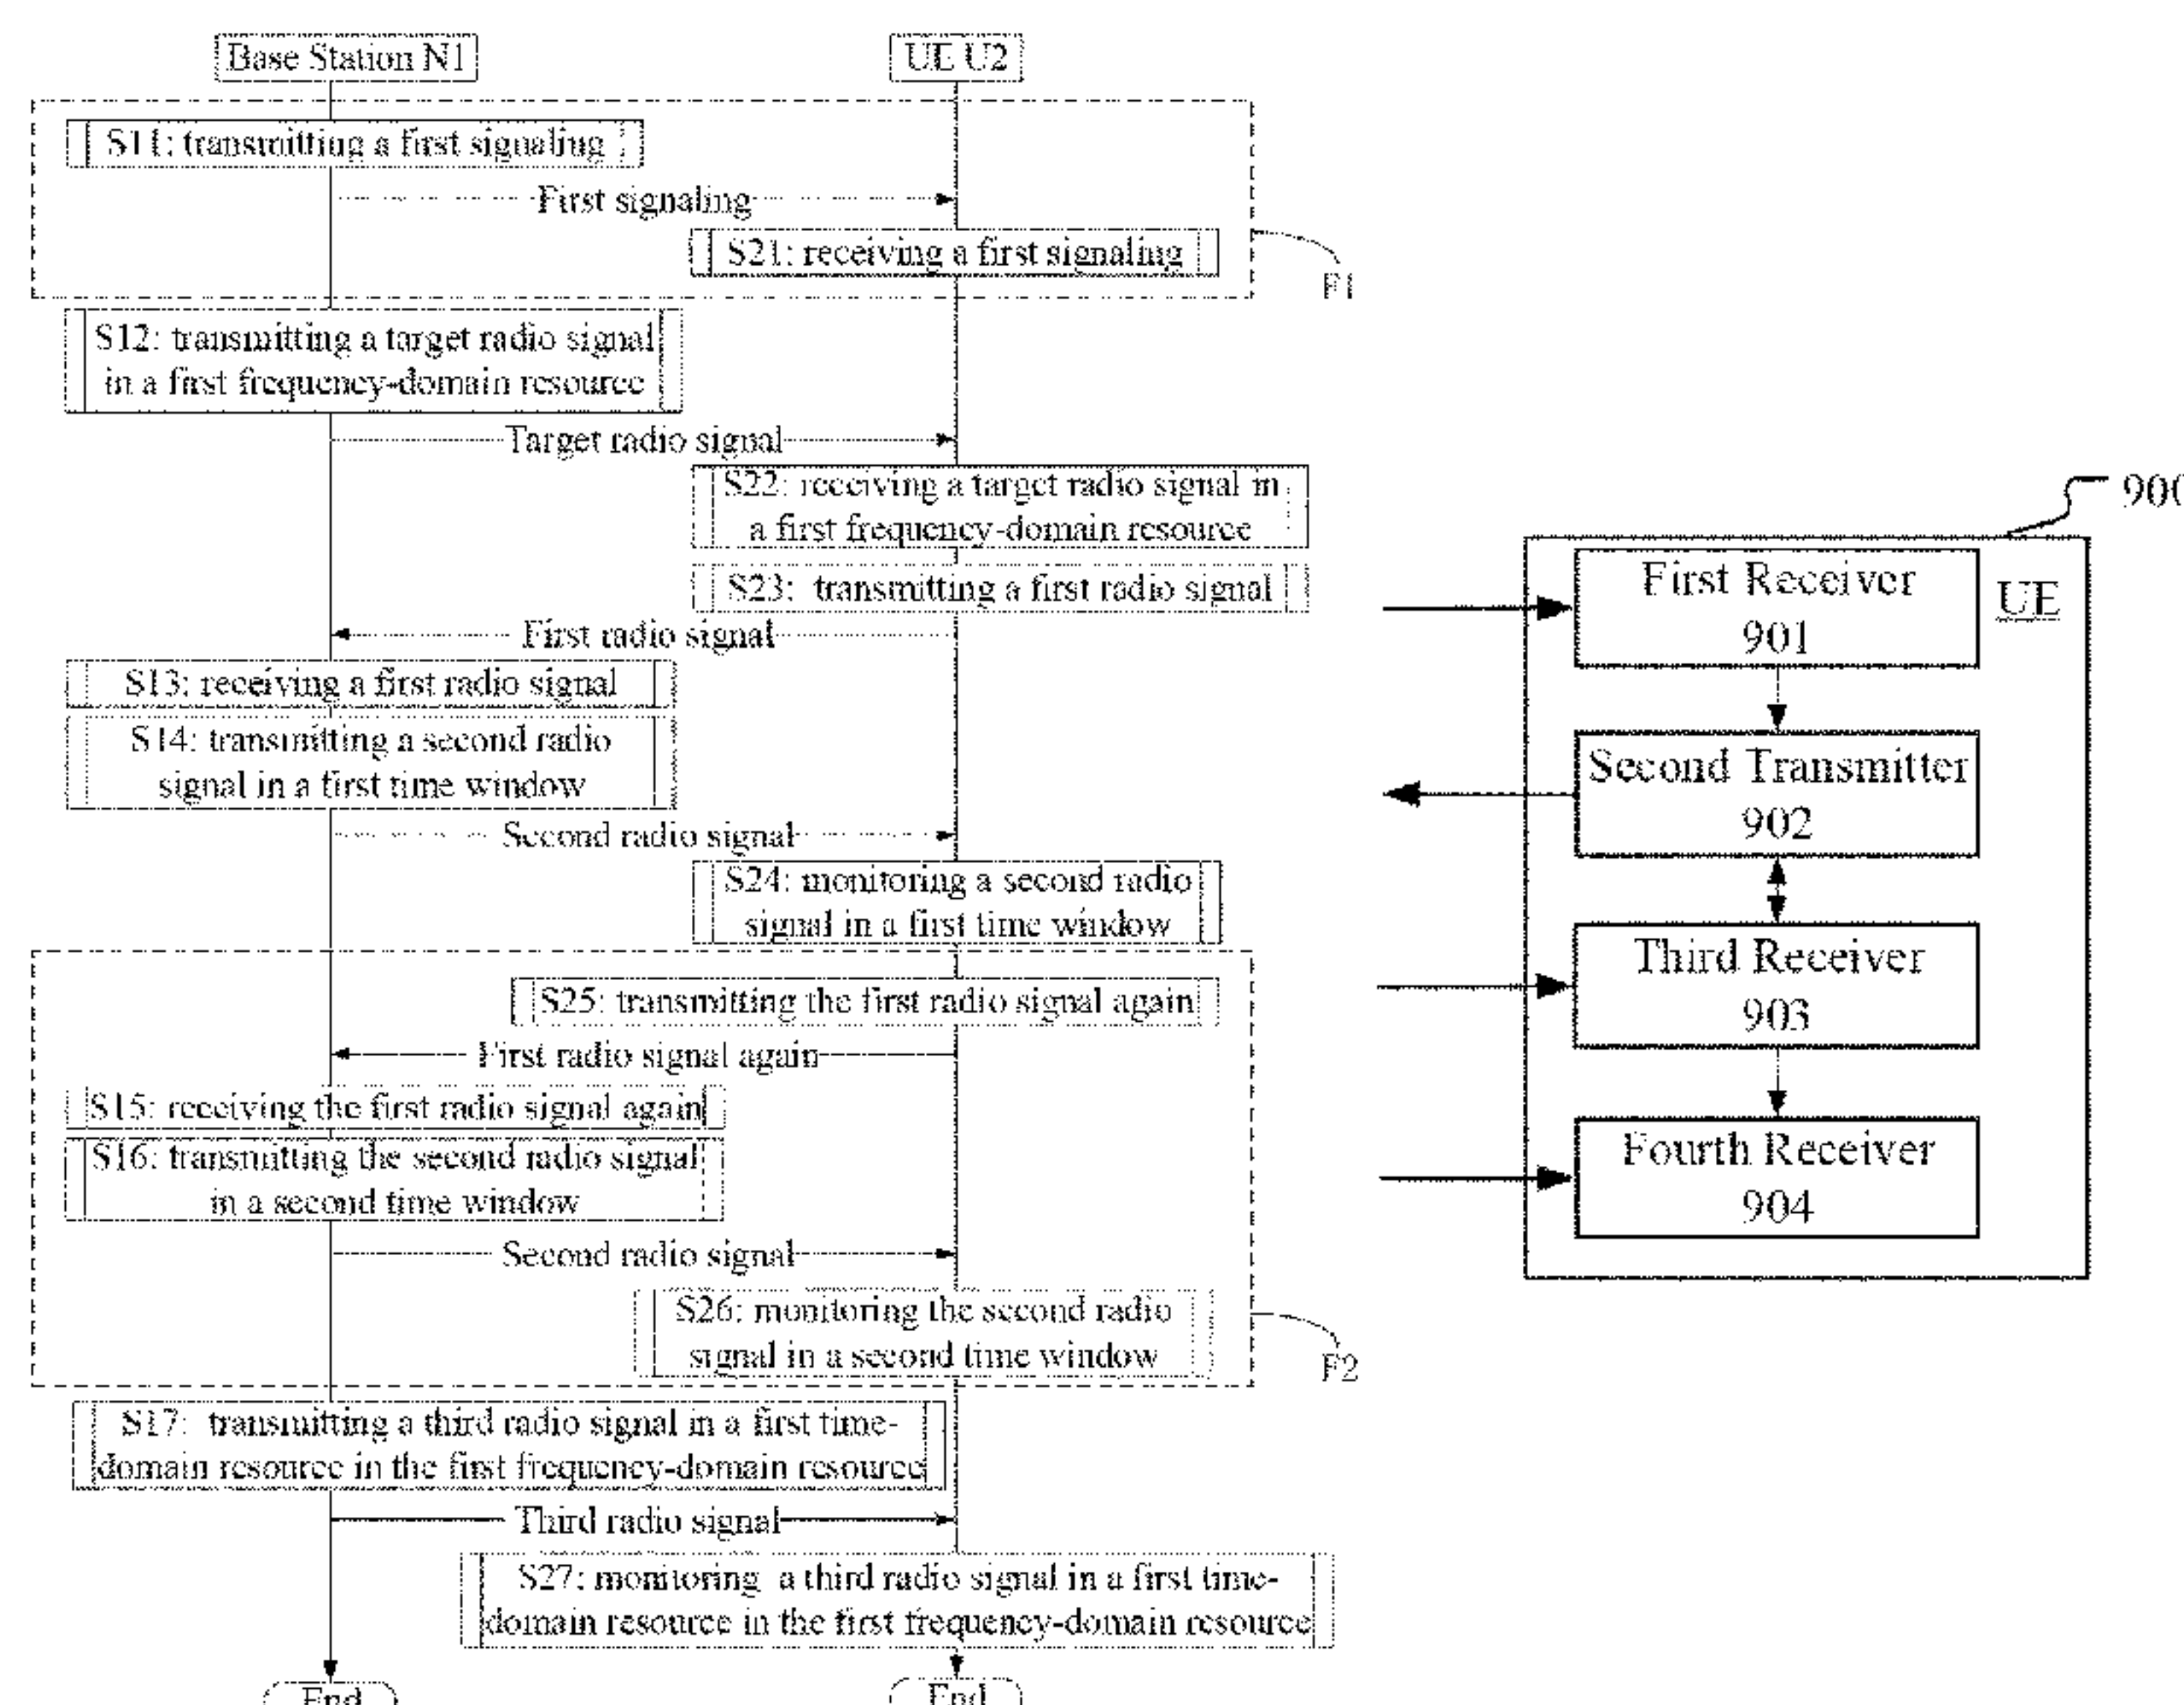 Base Station N1
UE U2
S11: transmitting a first signaling
First signaling
S21: receiving a first signaling
F1
S12: transmitting a target radio signal
in a first frequency-domain resource
Target radio signal
S22: receiving a target radio signal in
a first frequency-domain resource
S23: transmitting a first radio signal
First radio signal
S13: receiving a first radio signal
S14: transmitting a second radio
signal in a first time window
Second radio signal
S24: monitoring a second radio
signal in a first time window
S25: transmitting the first radio signal again
First radio signal again
S15: receiving the first radio signal again
S16: transmitting the second radio signal
in a second time window
Second radio signal
S26: monitoring the second radio
signal in a second time window
F2
S17: transmitting a third radio signal in a first time-
domain resource in the first frequency-domain resource
Third radio signal
S27: monitoring a third radio signal in a first time-
domain resource in the first frequency-domain resource
End
End
900
UE
First Receiver
901
Second Transmitter
902
Third Receiver
903
Fourth Receiver
904